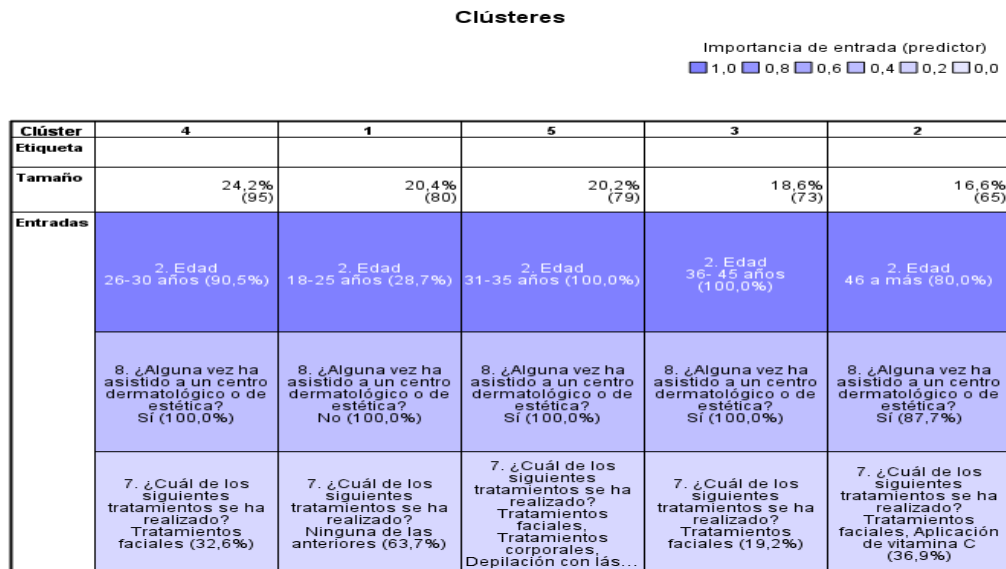 Clústeres
Importancia de entrada (predictor)
1,0 0,8 0,6 0,4 0,2 0,0
Clúster 4 1 5 3 2
Etiqueta
Tamaño
24,2%
(95)
20,4%
(80)
20,2%
(79)
18,6%
(73)
16,6%
(65)
Entradas
2. Edad
26-30 años (90,5%)
2. Edad
18-25 años (28,7%)
2. Edad
31-35 años (100,0%)
2. Edad
36- 45 años
(100,0%)
2. Edad
46 a más (80,0%)
8. ¿Alguna vez ha
asistido a un centro
dermatológico o de
estética?
Sí (100,0%)
8. ¿Alguna vez ha
asistido a un centro
dermatológico o de
estética?
No (100,0%)
8. ¿Alguna vez ha
asistido a un centro
dermatológico o de
estética?
Sí (100,0%)
8. ¿Alguna vez ha
asistido a un centro
dermatológico o de
estética?
Sí (100,0%)
8. ¿Alguna vez ha
asistido a un centro
dermatológico o de
estética?
Sí (87,7%)
7. ¿Cuál de los
siguientes
tratamientos se ha
realizado?
Tratamientos
faciales (32,6%)
7. ¿Cuál de los
siguientes
tratamientos se ha
realizado?
Ninguna de las
anteriores (63,7%)
7. ¿Cuál de los
siguientes
tratamientos se ha
realizado?
Tratamientos
faciales,
Tratamientos
corporales,
Depilación con lás...
7. ¿Cuál de los
siguientes
tratamientos se ha
realizado?
Tratamientos
faciales (19,2%)
7. ¿Cuál de los
siguientes
tratamientos se ha
realizado?
Tratamientos
faciales, Aplicación
de vitamina C
(36,9%)